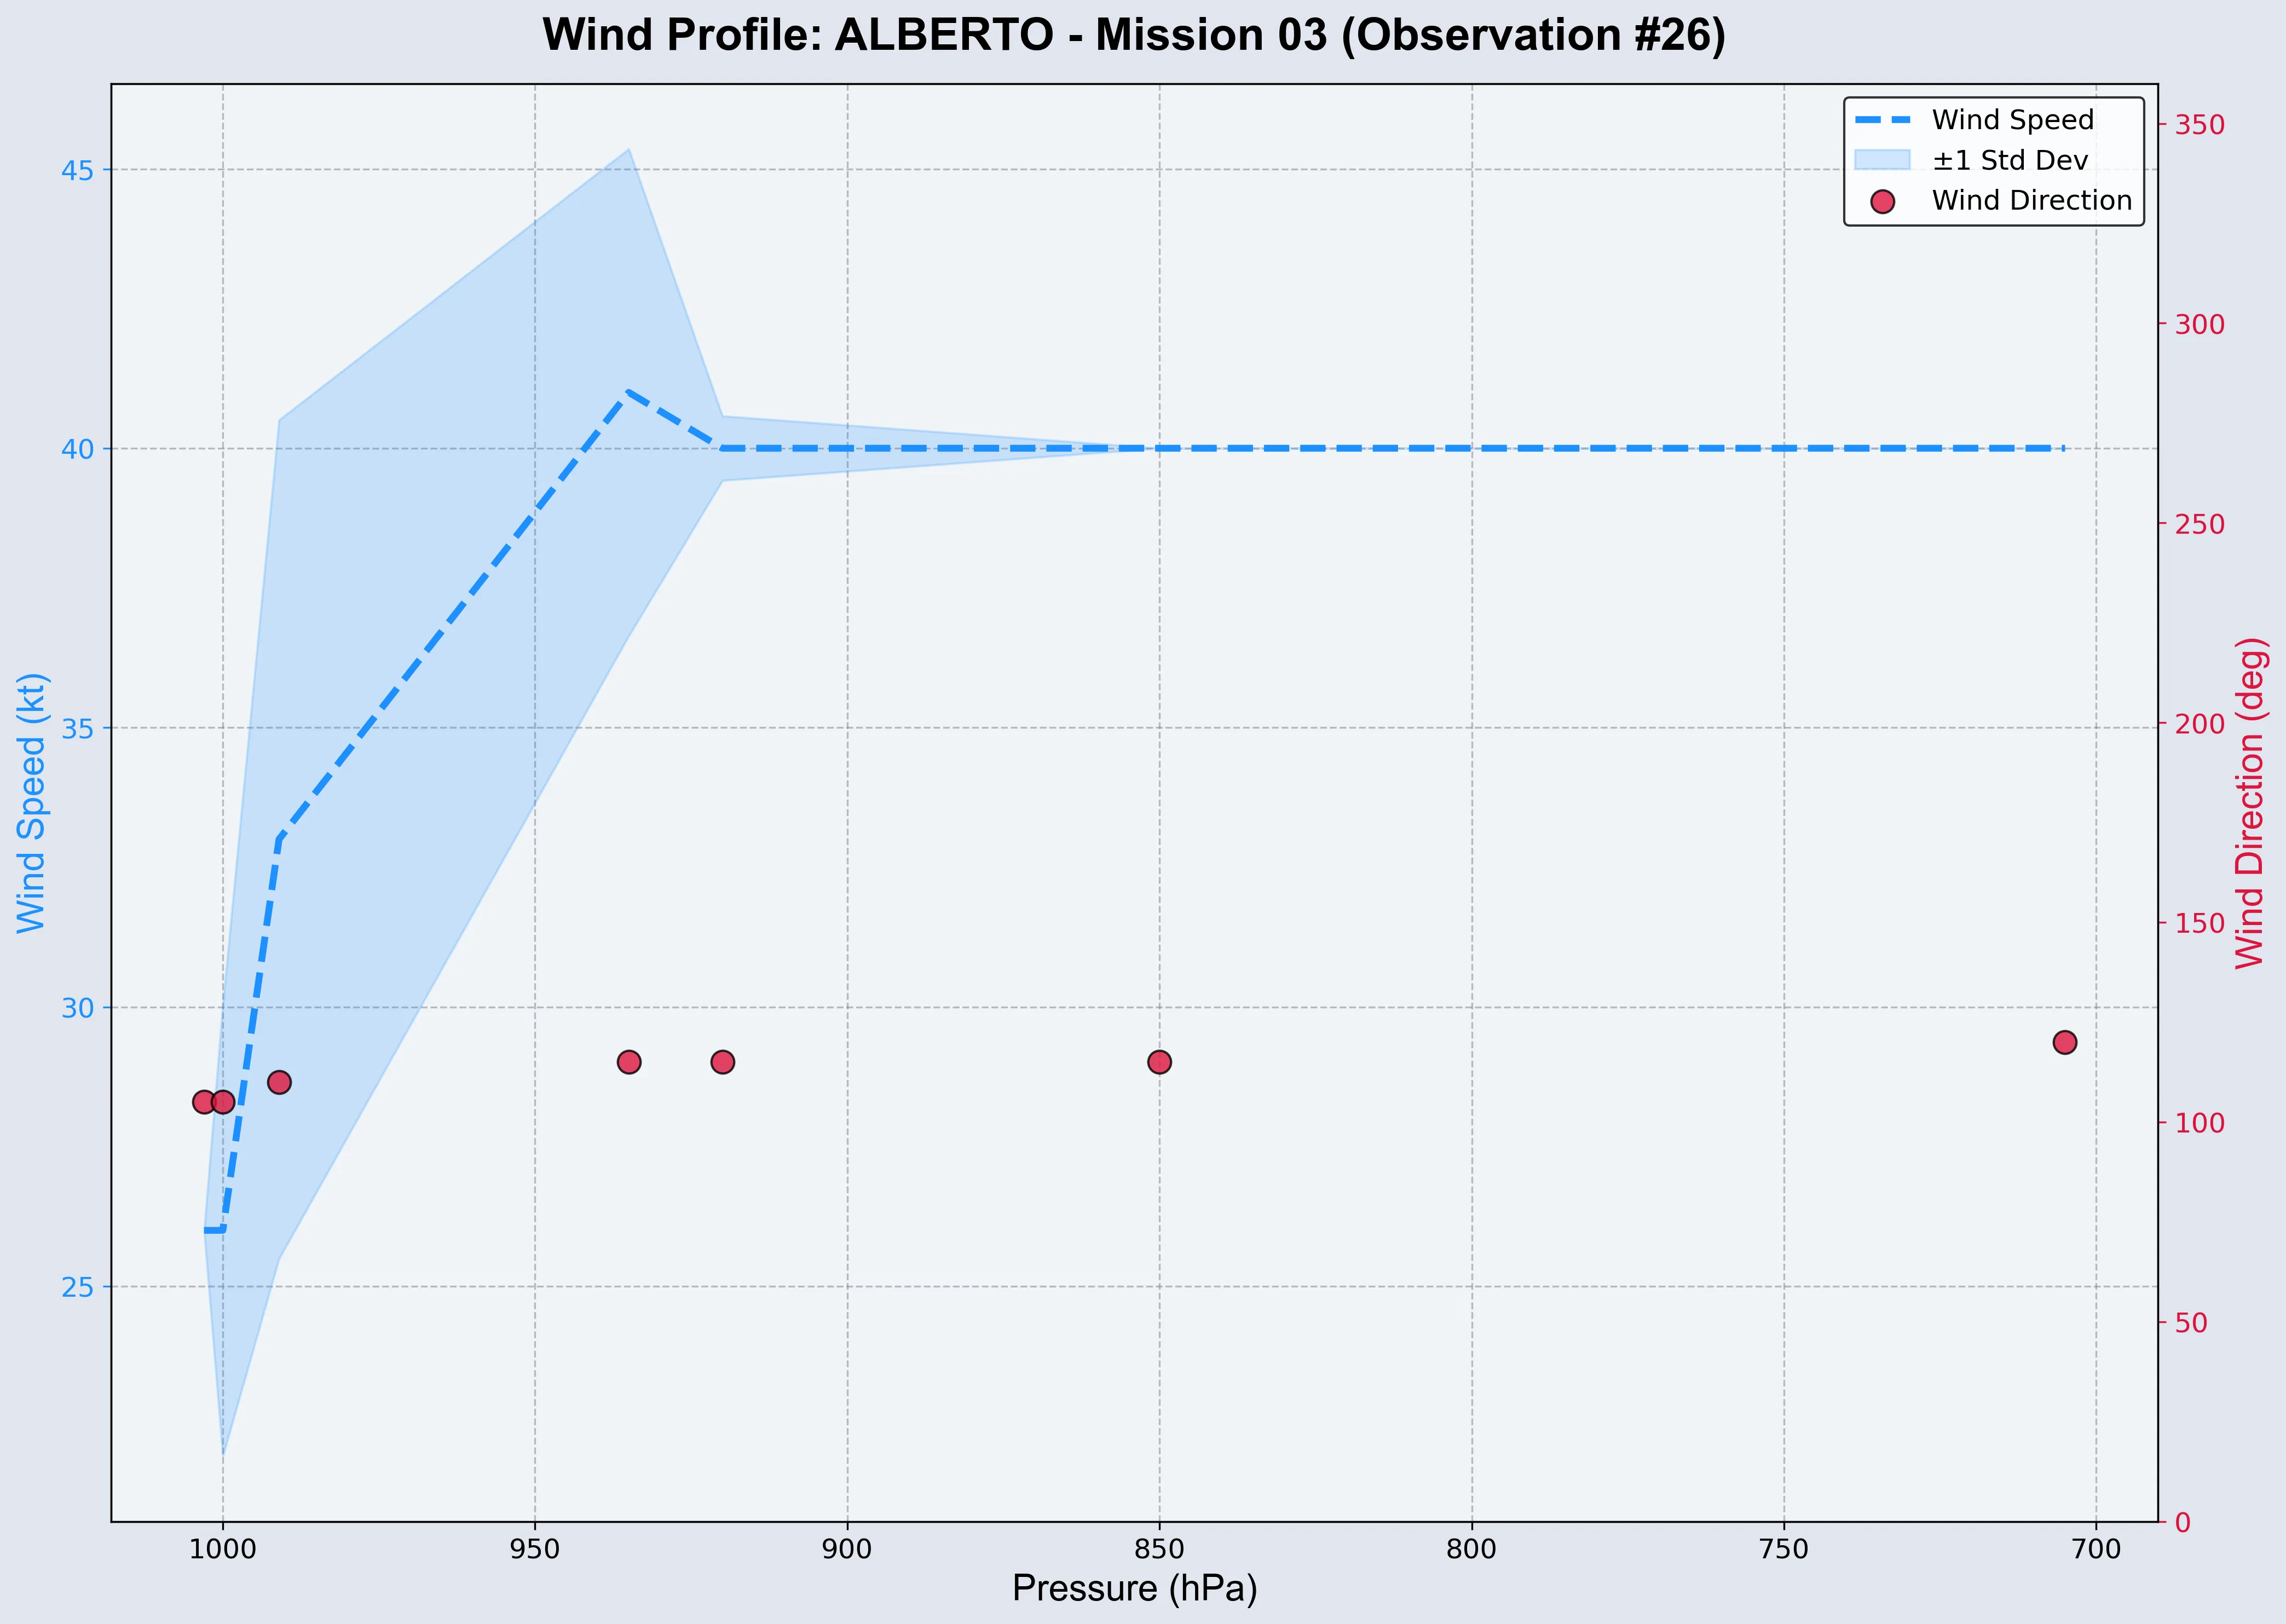 Wind Profile: ALBERTO - Mission 03 (Observation #26)
Wind Speed
±1 Std Dev
Wind Direction
Wind Speed (kt)
45
40
35
30
25
Wind Direction (deg)
350
300
250
200
150
100
50
0
1000 950 900 850 800 750 700
Pressure (hPa)